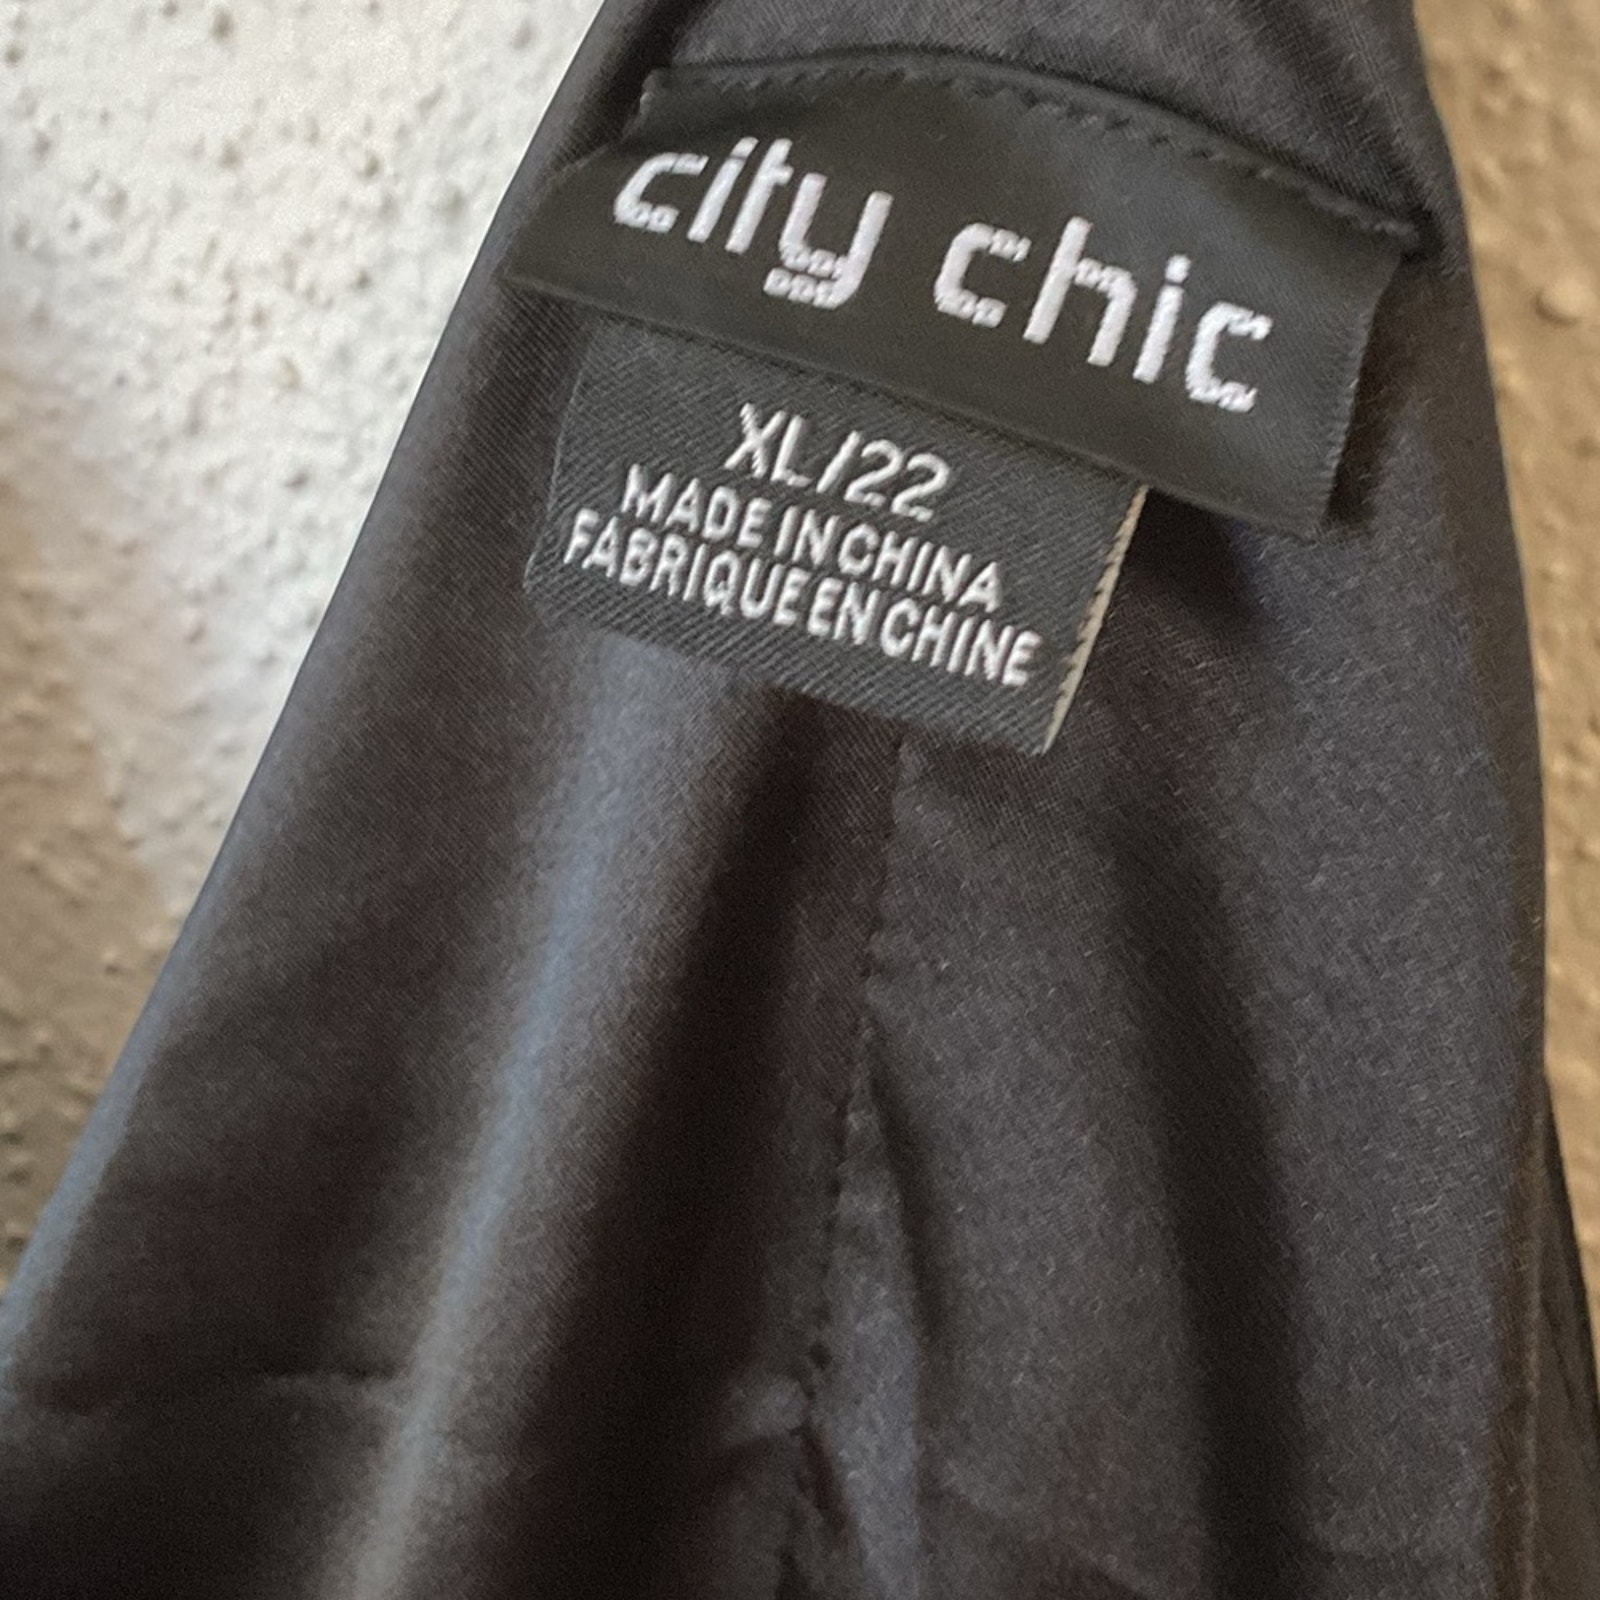 city chic
XL/22
MADE IN CHINA
FABRIQUE EN CHINE